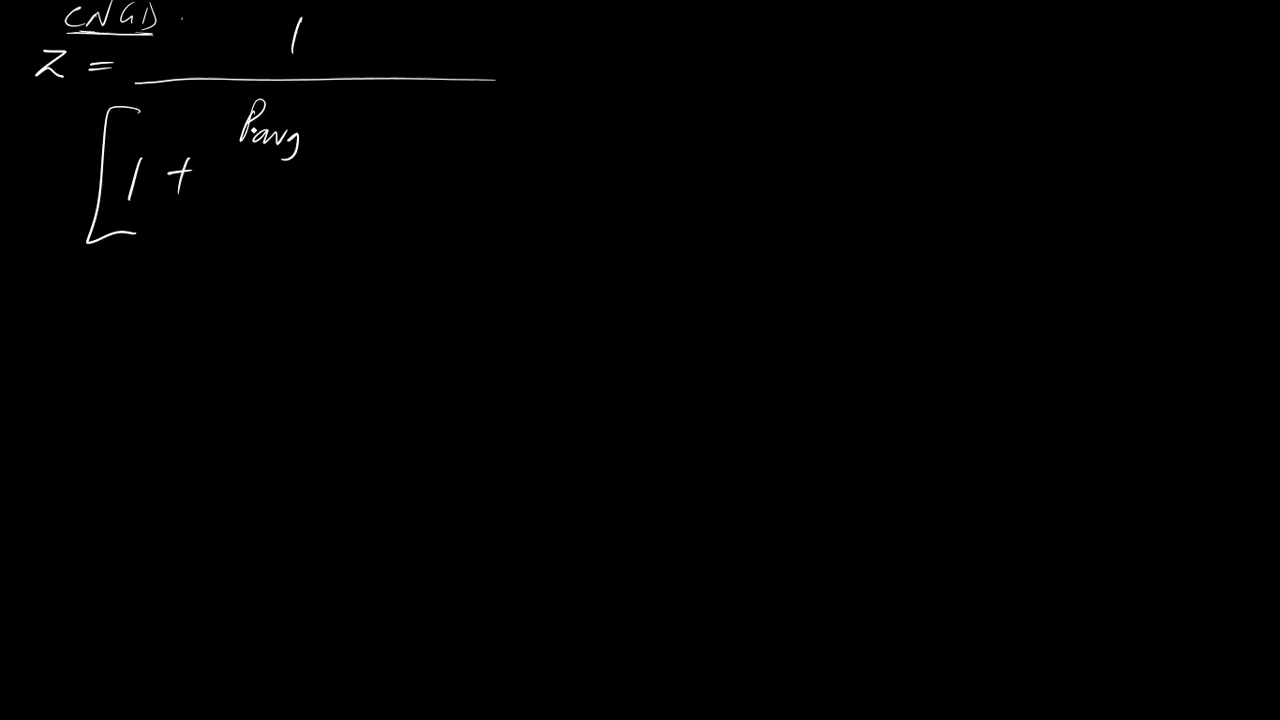 CNGD
Z = 1
[1 + Pavg